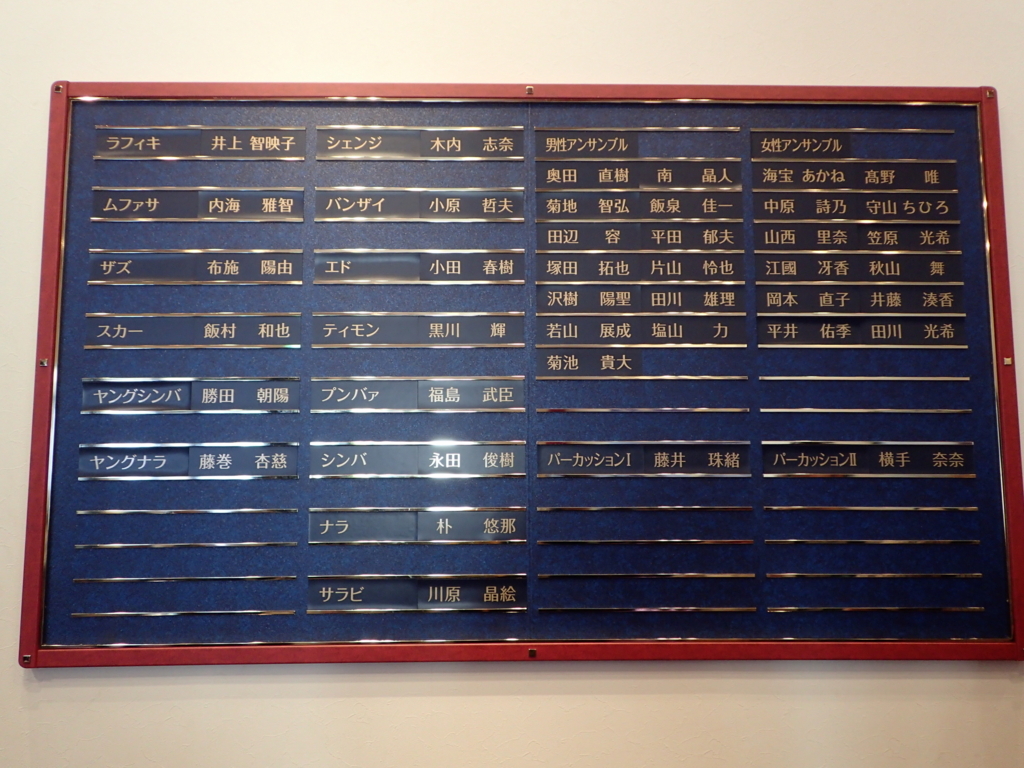 ラフィキ 井上 智映子
ムファサ 内海 雅智
ザズ 布施 陽由
スカー 飯村 和也
ヤングシンバ 勝田 朝陽
ヤングナラ 藤巻 杏慈
シェンジ 木内 志奈
バンザイ 小原 哲夫
エド 小田 春樹
ティモン 黒川 輝
プンバァ 福島 武臣
シンバ 永田 俊樹
ナラ 朴 悠那
サラビ 川原 晶絵
男性アンサンブル
奥田 直樹 南 晶人
菊地 智弘 飯泉 佳一
田辺 容 平田 郁夫
塚田 拓也 片山 怜也
沢樹 陽聖 田川 雄理
若山 展成 塩山 力
菊池 貴大
パーカッションⅠ 藤井 珠緒
女性アンサンブル
海宝 あかね 髙野 唯
中原 詩乃 守山 ちひろ
山西 里奈 笠原 光希
江國 冴香 秋山 舞
岡本 直子 井藤 湊香
平井 佑季 田川 光希
パーカッションⅡ 横手 奈奈